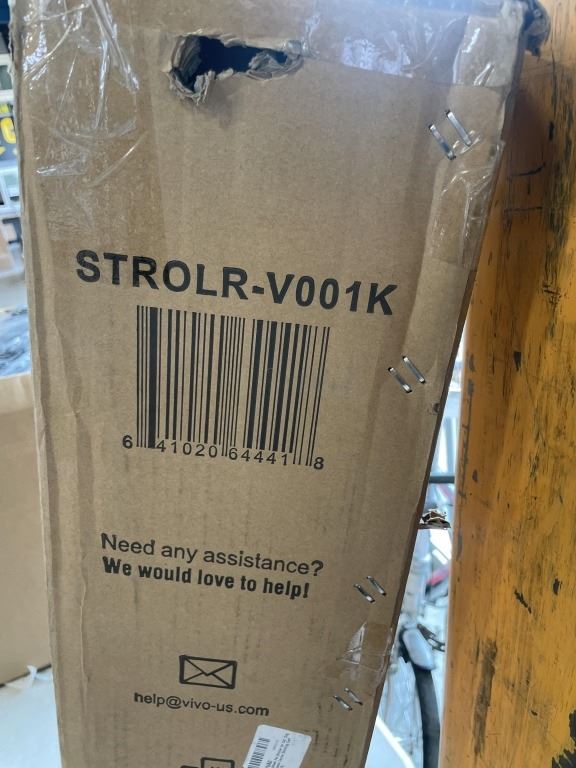 STROLR-V001K
6 41020 64441 8
Need any assistance?
We would love to help!
help@vivo-us.com